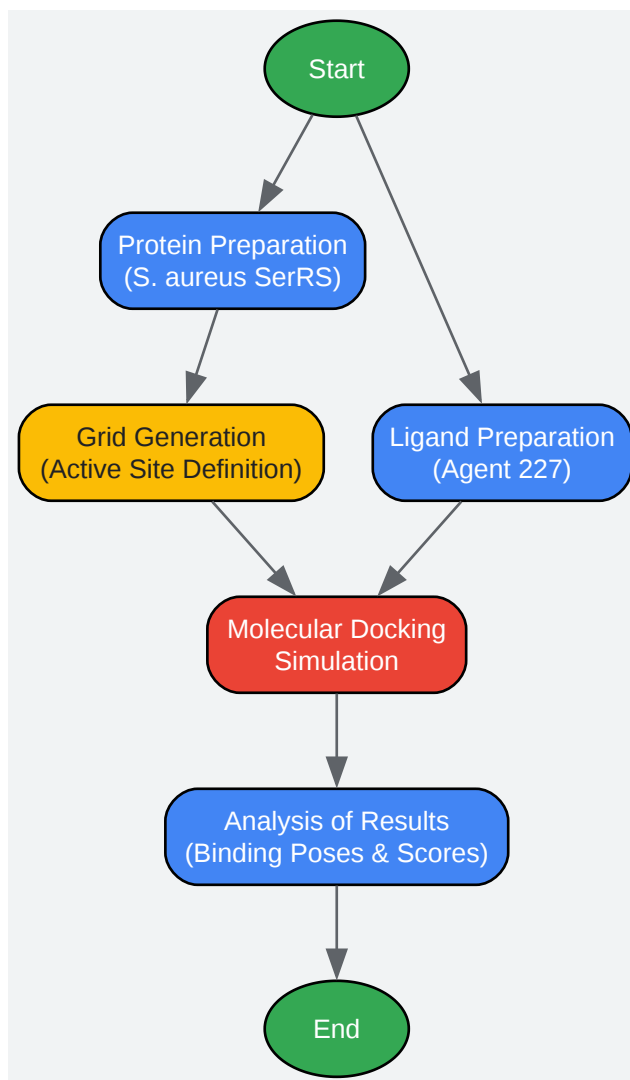 Start
Protein Preparation
(S. aureus SerRS)
Grid Generation
(Active Site Definition)
Ligand Preparation
(Agent 227)
Molecular Docking
Simulation
Analysis of Results
(Binding Poses & Scores)
End